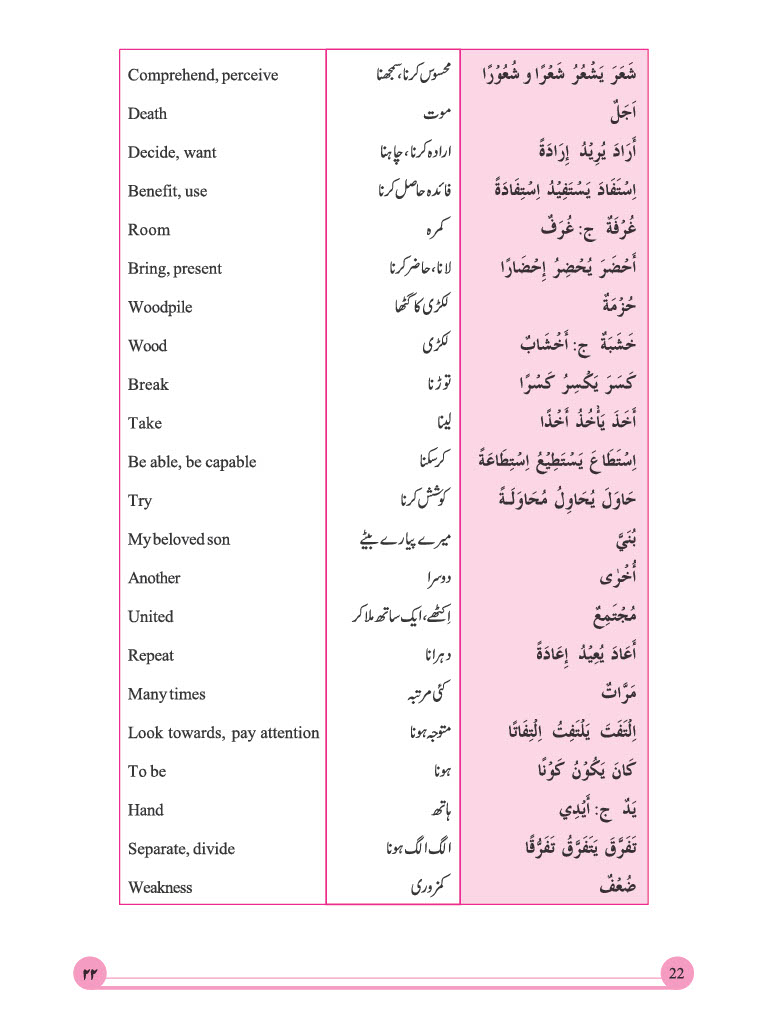 Comprehend, perceive محسوس کرنا، سمجھنا شَعَرَ يَشْعُرُ شَعْرًا و شُعُوْرًا
Death موت اَجَلٌ
Decide, want ارادہ کرنا، چاہنا أَرَادَ يُرِيْدُ إِرَادَةً
Benefit, use فائدہ حاصل کرنا اِسْتَفَادَ يَسْتَفِيْدُ اِسْتِفَادَةً
Room کمرہ غُرْفَةٌ ج: غُرَفٌ
Bring, present لانا، حاضر کرنا أَحْضَرَ يُحْضِرُ إِحْضَارًا
Woodpile لکڑی کا گٹھا حُزْمَةٌ
Wood لکڑی خَشَبَةٌ ج: أَخْشَابٌ
Break توڑنا كَسَرَ يَكْسِرُ كَسْرًا
Take لینا أَخَذَ يَأْخُذُ أَخْذًا
Be able, be capable کرسکنا اِسْتَطَاعَ يَسْتَطِيْعُ اِسْتِطَاعَةً
Try کوشش کرنا حَاوَلَ يُحَاوِلُ مُحَاوَلَـةً
My beloved son میرے پیارے بیٹے بُنَيَّ
Another دوسرا أُخْرٰى
United اِکٹھے، ایک ساتھ ملا کر مُجْتَمِعٌ
Repeat دہرانا أَعَادَ يُعِيْدُ إِعَادَةً
Many times کئی مرتبہ مَرَّاتٌ
Look towards, pay attention متوجہ ہونا اِلْتَفَتَ يَلْتَفِتُ اِلْتِفَاتًا
To be ہونا كَانَ يَكُوْنُ كَوْنًا
Hand ہاتھ يَدٌ ج: أَيْدِي
Separate, divide الگ الگ ہونا تَفَرَّقَ يَتَفَرَّقُ تَفَرُّقًا
Weakness کمزوری ضُعْفٌ
۲۲ 22